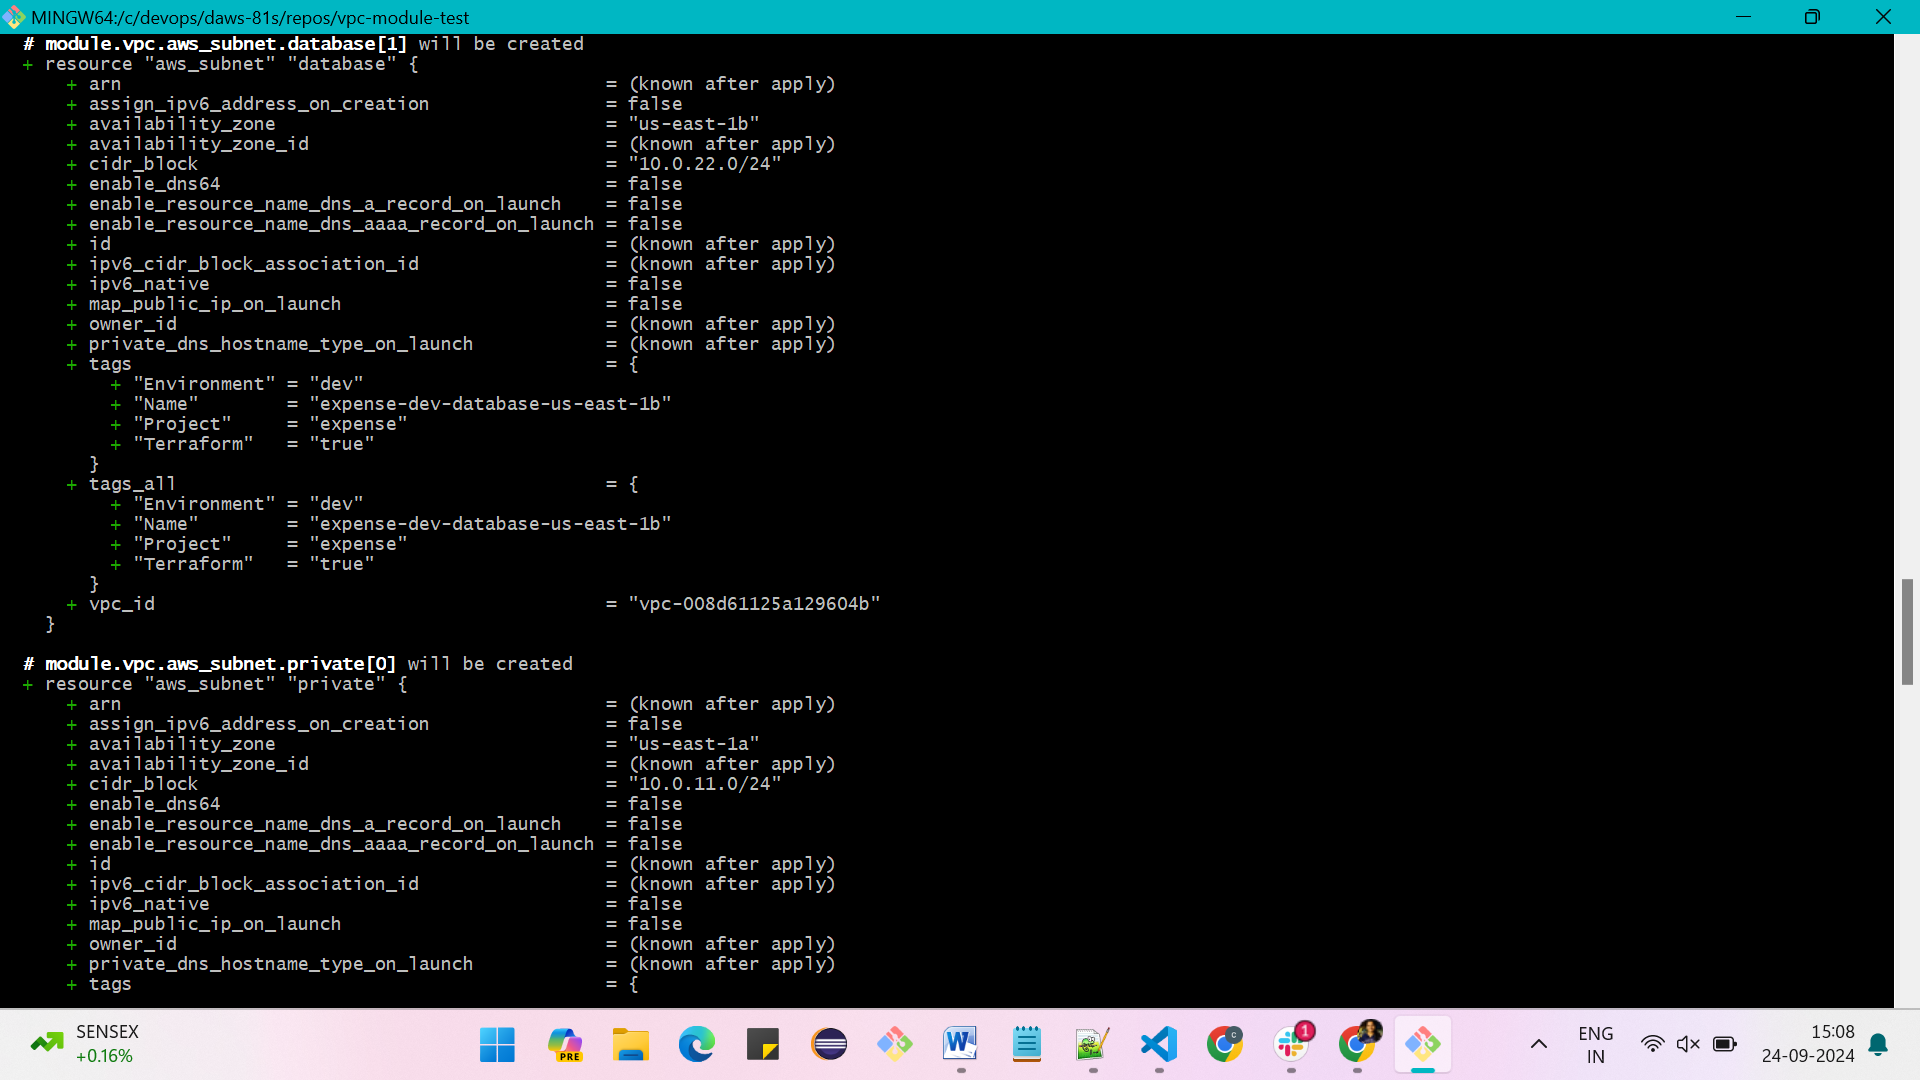 MINGW64:/c/devops/daws-81s/repos/vpc-module-test
# module.vpc.aws_subnet.database[1] will be created
+ resource "aws_subnet" "database" {
+ arn = (known after apply)
+ assign_ipv6_address_on_creation = false
+ availability_zone = "us-east-1b"
+ availability_zone_id = (known after apply)
+ cidr_block = "10.0.22.0/24"
+ enable_dns64 = false
+ enable_resource_name_dns_a_record_on_launch = false
+ enable_resource_name_dns_aaaa_record_on_launch = false
+ id = (known after apply)
+ ipv6_cidr_block_association_id = (known after apply)
+ ipv6_native = false
+ map_public_ip_on_launch = false
+ owner_id = (known after apply)
+ private_dns_hostname_type_on_launch = (known after apply)
+ tags = {
+ "Environment" = "dev"
+ "Name" = "expense-dev-database-us-east-1b"
+ "Project" = "expense"
+ "Terraform" = "true"
}
+ tags_all = {
+ "Environment" = "dev"
+ "Name" = "expense-dev-database-us-east-1b"
+ "Project" = "expense"
+ "Terraform" = "true"
}
+ vpc_id = "vpc-008d61125a129604b"
}
# module.vpc.aws_subnet.private[0] will be created
+ resource "aws_subnet" "private" {
+ arn = (known after apply)
+ assign_ipv6_address_on_creation = false
+ availability_zone = "us-east-1a"
+ availability_zone_id = (known after apply)
+ cidr_block = "10.0.11.0/24"
+ enable_dns64 = false
+ enable_resource_name_dns_a_record_on_launch = false
+ enable_resource_name_dns_aaaa_record_on_launch = false
+ id = (known after apply)
+ ipv6_cidr_block_association_id = (known after apply)
+ ipv6_native = false
+ map_public_ip_on_launch = false
+ owner_id = (known after apply)
+ private_dns_hostname_type_on_launch = (known after apply)
+ tags = {
SENSEX
+0.16%
PRE
W
C
1
ENG
IN
15:08
24-09-2024